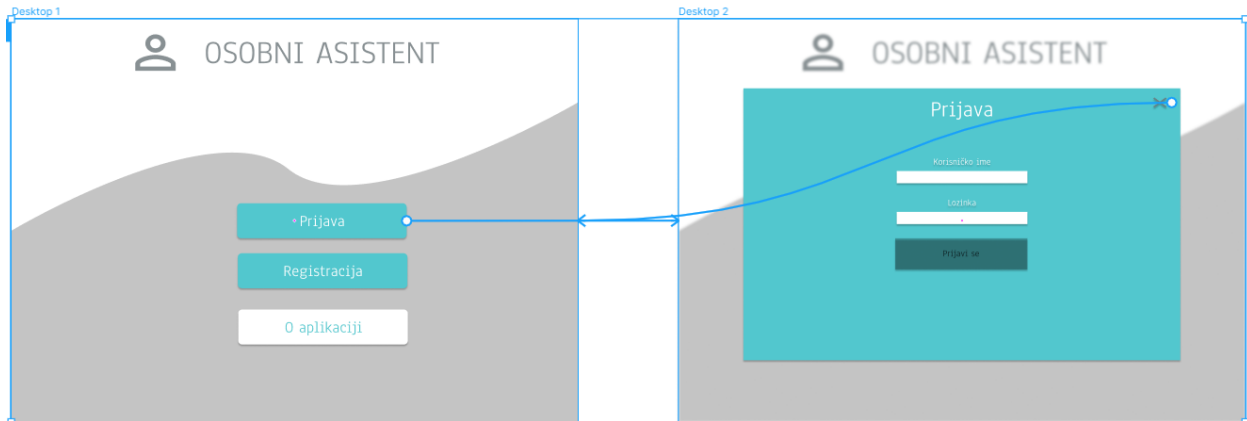 Desktop 1
OSOBNI ASISTENT
Prijava
Registracija
O aplikaciji
Desktop 2
OSOBNI ASISTENT
Prijava
Korisničko ime
Lozinka
Prijavi se